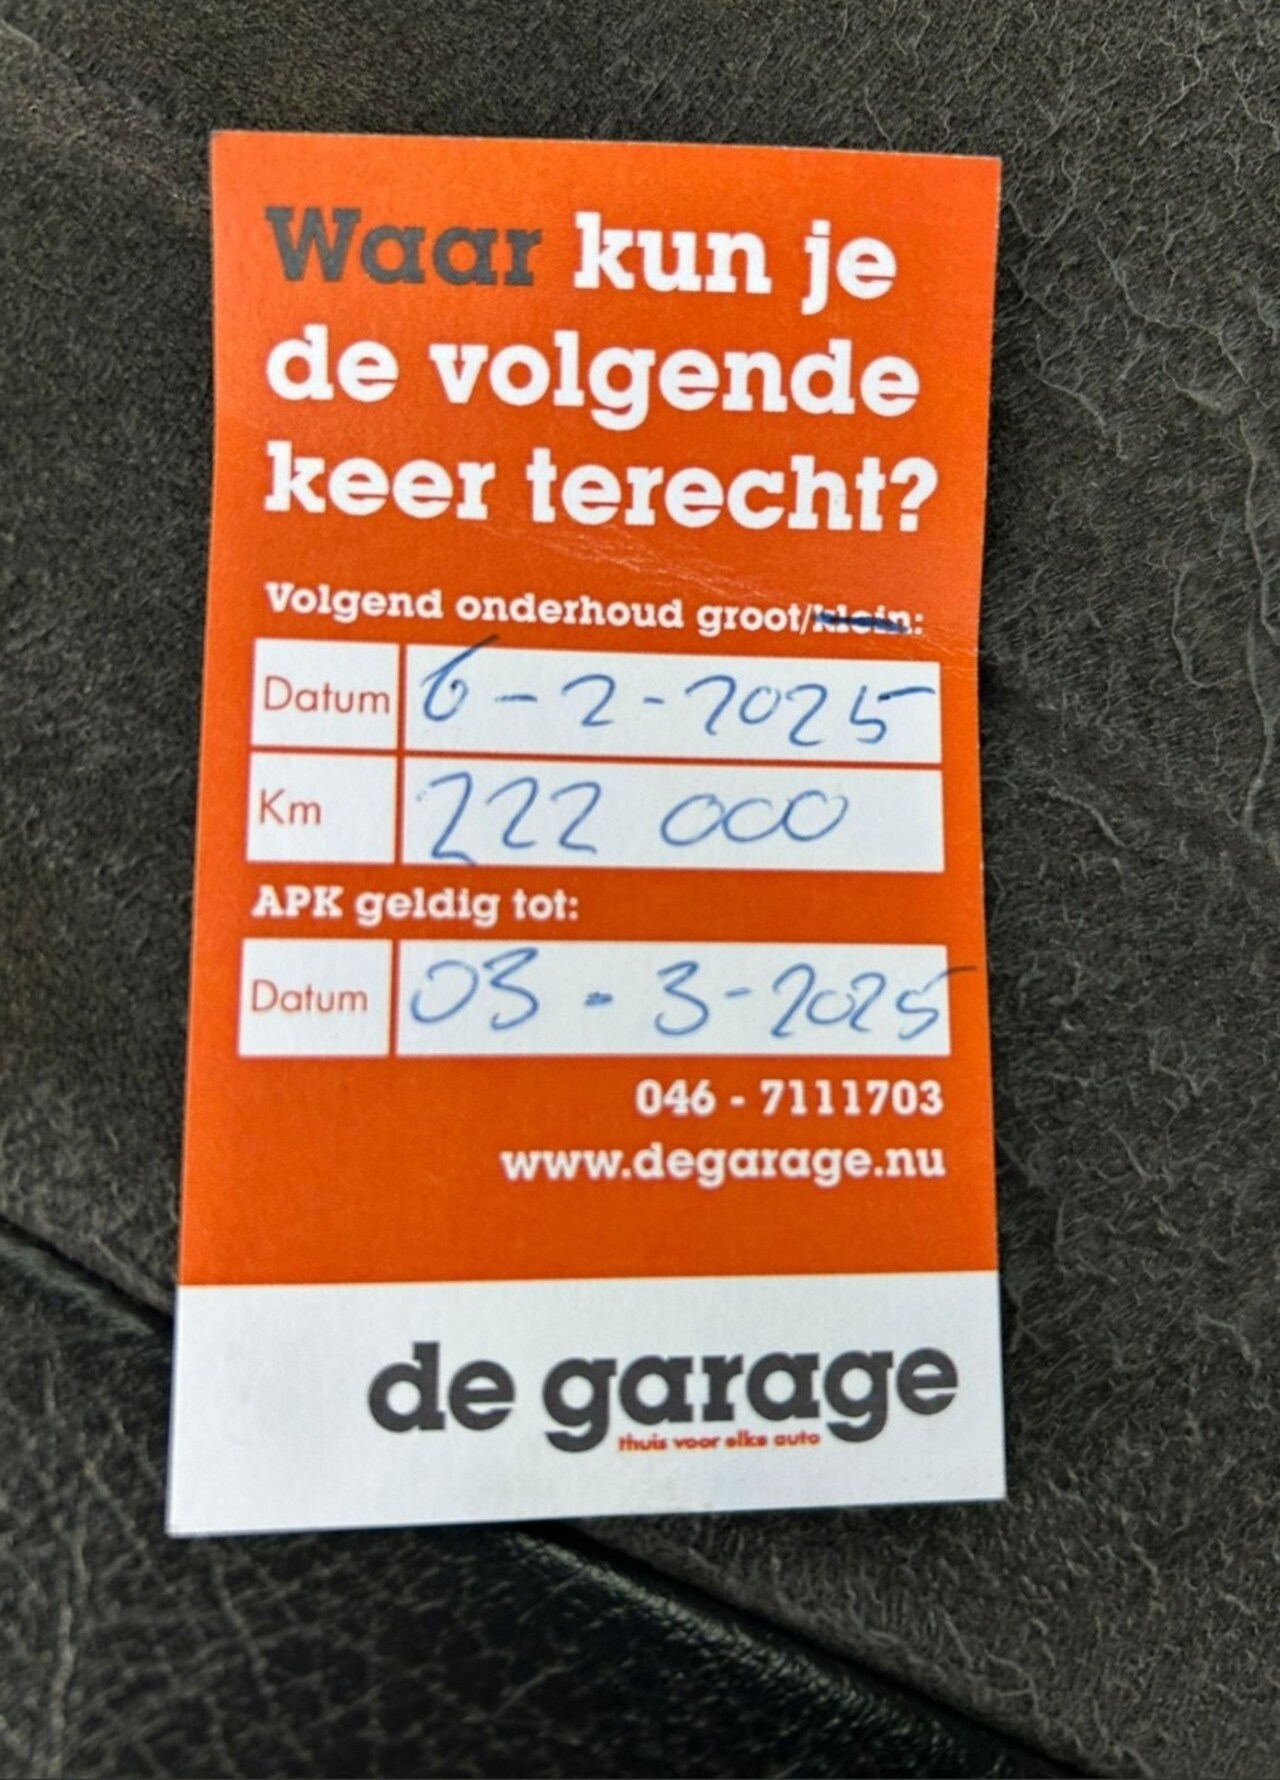 Waar kun je
de volgende
keer terecht?
Volgend onderhoud groot/klein:
Datum 6-2-2025
Km 222 000
APK geldig tot:
Datum 03-3-2025
046 - 7111703
www.degarage.nu
de garage
thuis voor elke auto